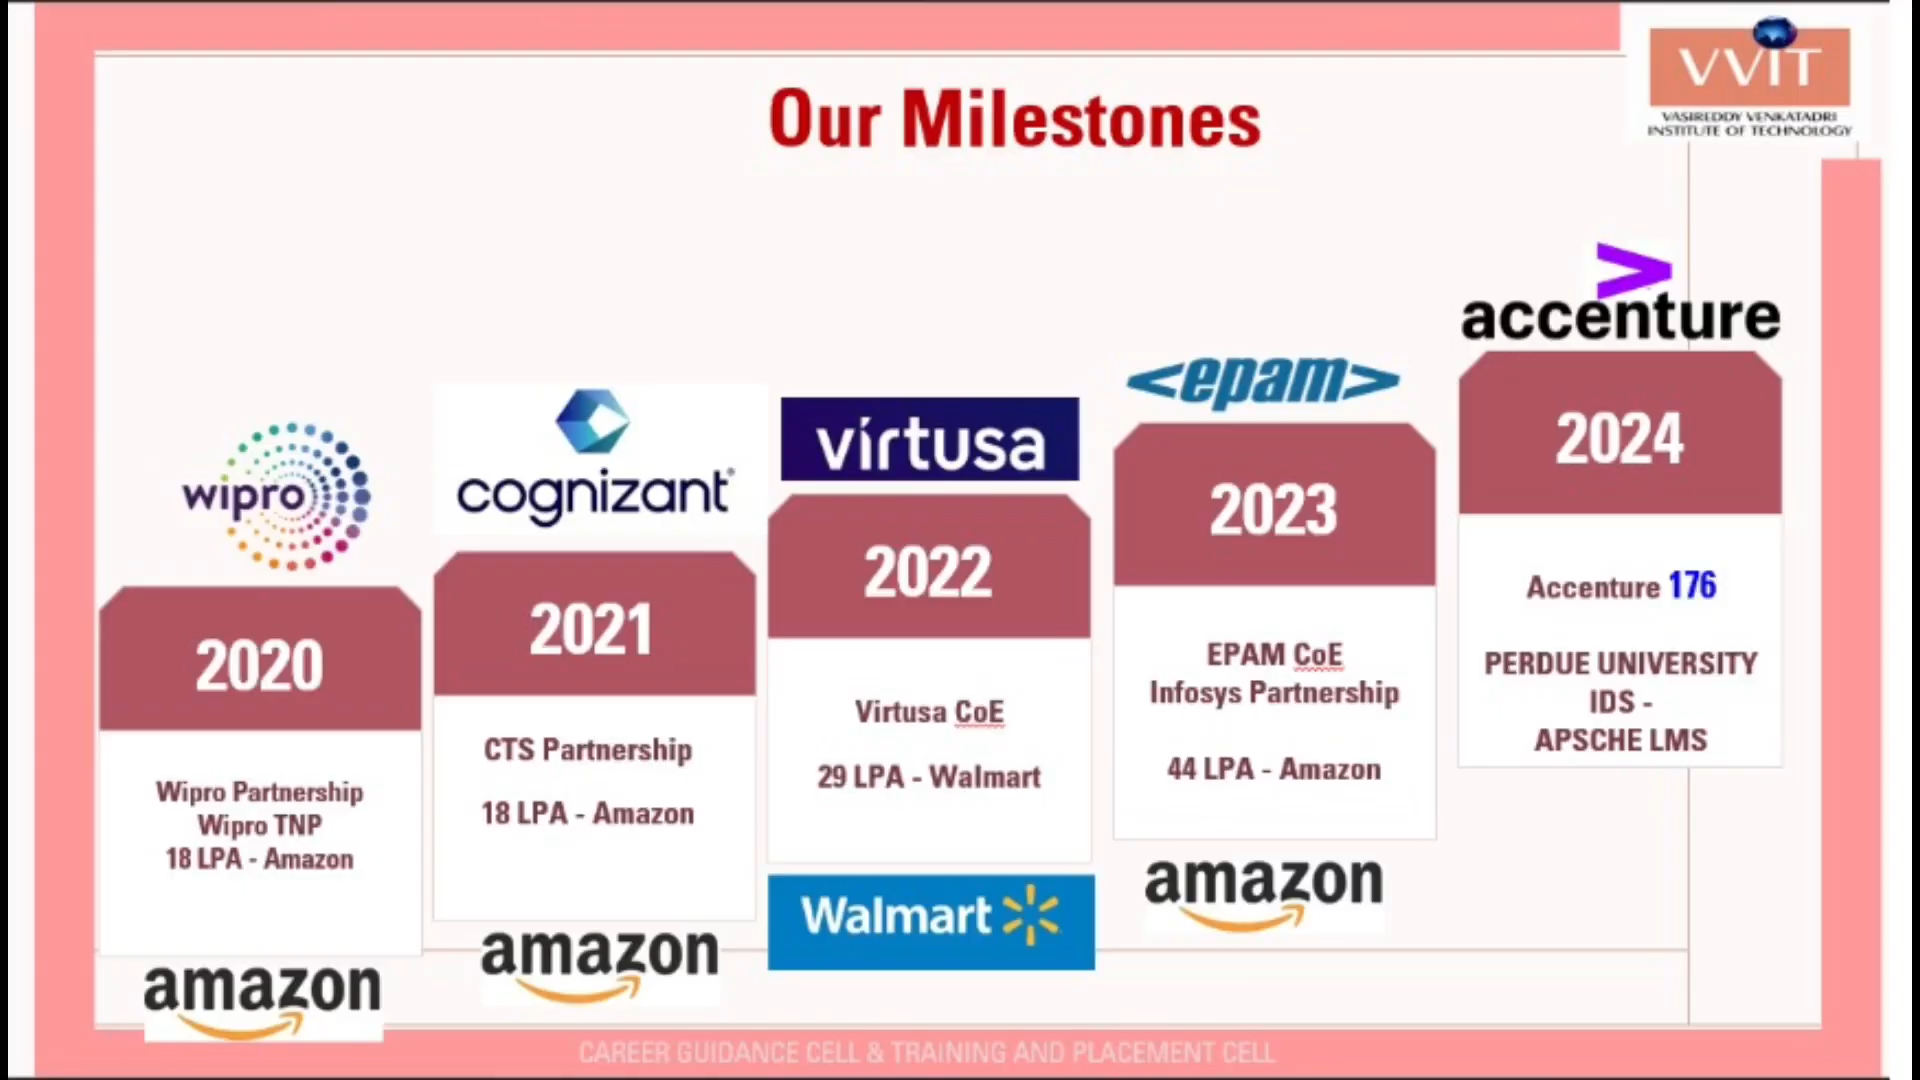 VVIT
VASIREDDY VENKATADRI
INSTITUTE OF TECHNOLOGY
Our Milestones
wipro
2020
Wipro Partnership
Wipro TNP
18 LPA - Amazon
amazon
cognizant
2021
CTS Partnership
18 LPA - Amazon
amazon
virtusa
2022
Virtusa CoE
29 LPA - Walmart
Walmart
<epam>
2023
EPAM CoE
Infosys Partnership
44 LPA - Amazon
amazon
accenture
2024
Accenture 176
PERDUE UNIVERSITY
IDS -
APSCHE LMS
CAREER GUIDANCE CELL & TRAINING AND PLACEMENT CELL